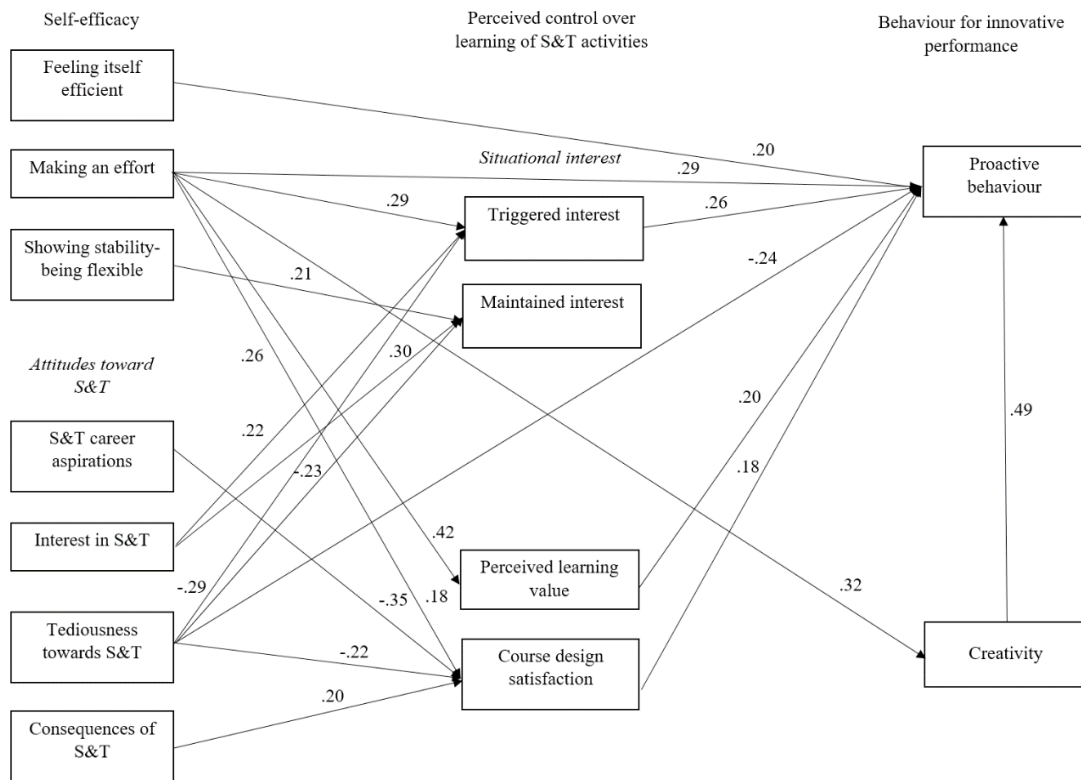 Self-efficacy
Perceived control over
learning of S&T activities
Behaviour for innovative
performance
Feeling itself
efficient
.20
Making an effort
Situational interest
.29
Proactive
behaviour
.29
Triggered interest
.26
Showing stability-
being flexible
.21
-.24
Maintained interest
.26
.30
Attitudes toward
S&T
.20
.49
S&T career
aspirations
.22
-.23
.18
Interest in S&T
.42
Perceived learning
value
-.29
-.35
.18
.32
Tediousness
towards S&T
-.22
Course design
satisfaction
Creativity
.20
Consequences of
S&T